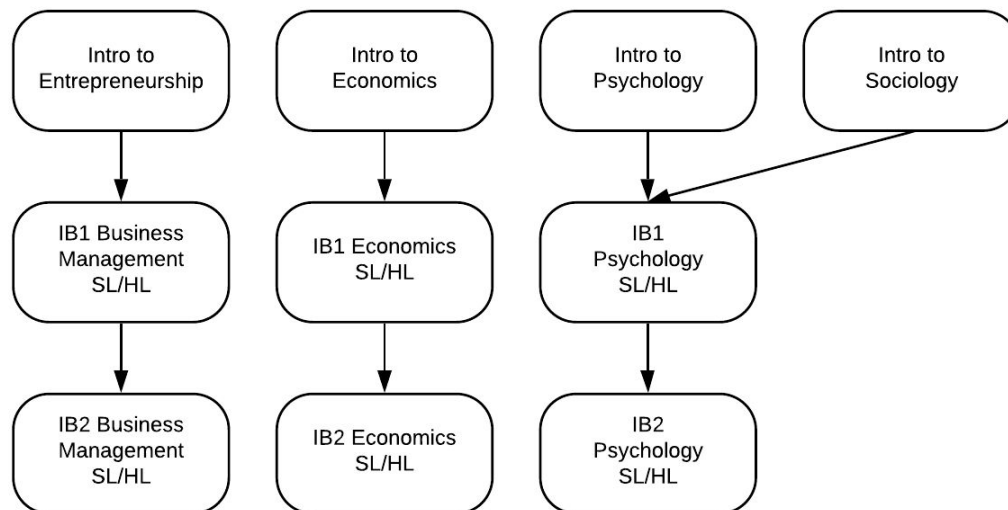 Intro to
Entrepreneurship
Intro to
Economics
Intro to
Psychology
Intro to
Sociology
IB1 Business
Management
SL/HL
IB1 Economics
SL/HL
IB1
Psychology
SL/HL
IB2 Business
Management
SL/HL
IB2 Economics
SL/HL
IB2
Psychology
SL/HL